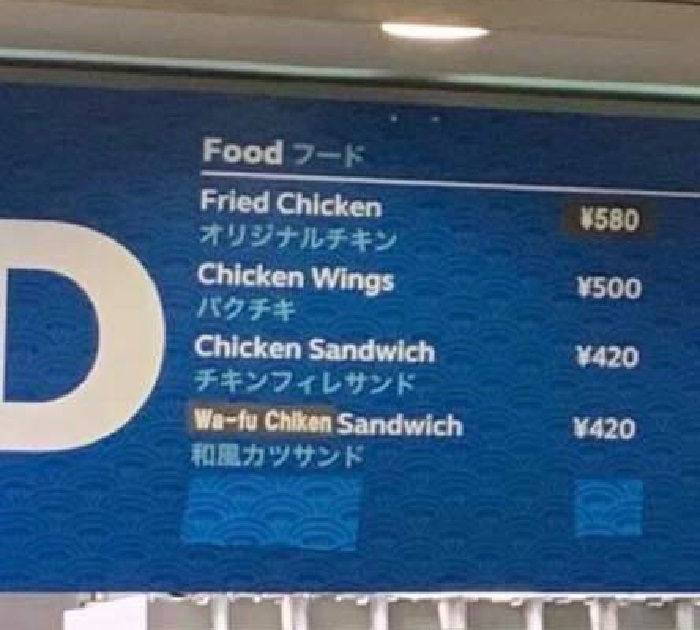 D
Food フード
Fried Chicken ¥580
オリジナルチキン
Chicken Wings ¥500
パクチキ
Chicken Sandwich ¥420
チキンフィレサンド
Wa-fu Chiken Sandwich ¥420
和風カツサンド